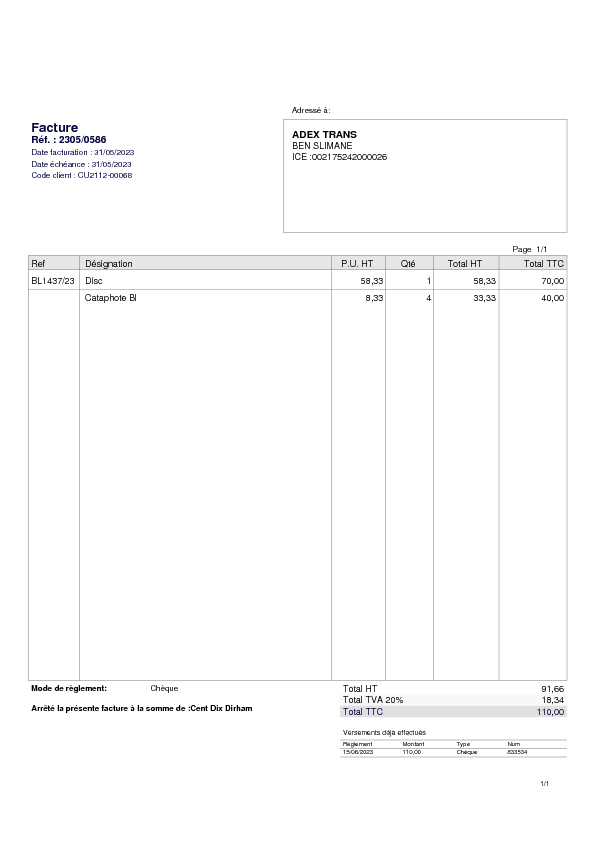 Adressé à:
Facture
Réf. : 2305/0586
Date facturation : 31/05/2023
Date échéance : 31/05/2023
Code client : CU2112-00068
ADEX TRANS
BEN SLIMANE
ICE :002175242000026
Page 1/1
Ref Désignation P.U. HT Qté Total HT Total TTC
BL1437/23 Disc 58,33 1 58,33 70,00
Cataphote Bl 8,33 4 33,33 40,00
Mode de règlement: Chèque
Arrêté la présente facture à la somme de :Cent Dix Dirham
Total HT 91,66
Total TVA 20% 18,34
Total TTC 110,00
Versements déjà effectués
Règlement Montant Type Num
15/06/2023 110,00 Chèque 833534
1/1